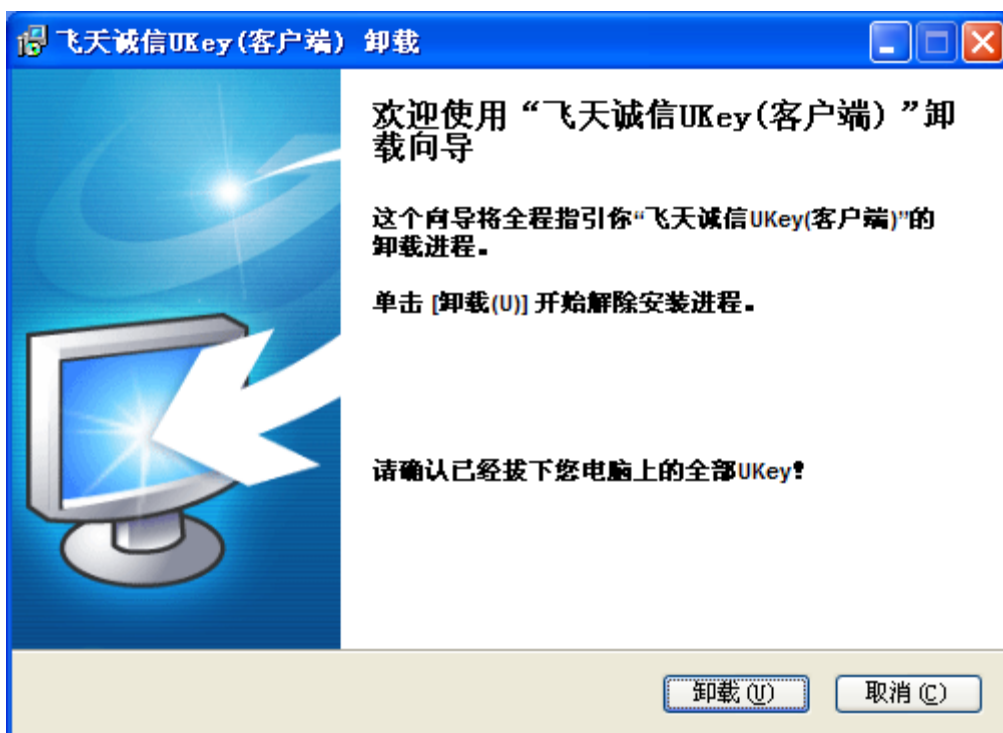 飞天诚信UKey(客户端) 卸载
欢迎使用“飞天诚信UKey(客户端)”卸
载向导
这个向导将全程指引你“飞天诚信UKey(客户端)”的
卸载进程。
单击 [卸载(U)] 开始解除安装进程。
请确认已经拔下您电脑上的全部UKey!
卸载(U)
取消(C)